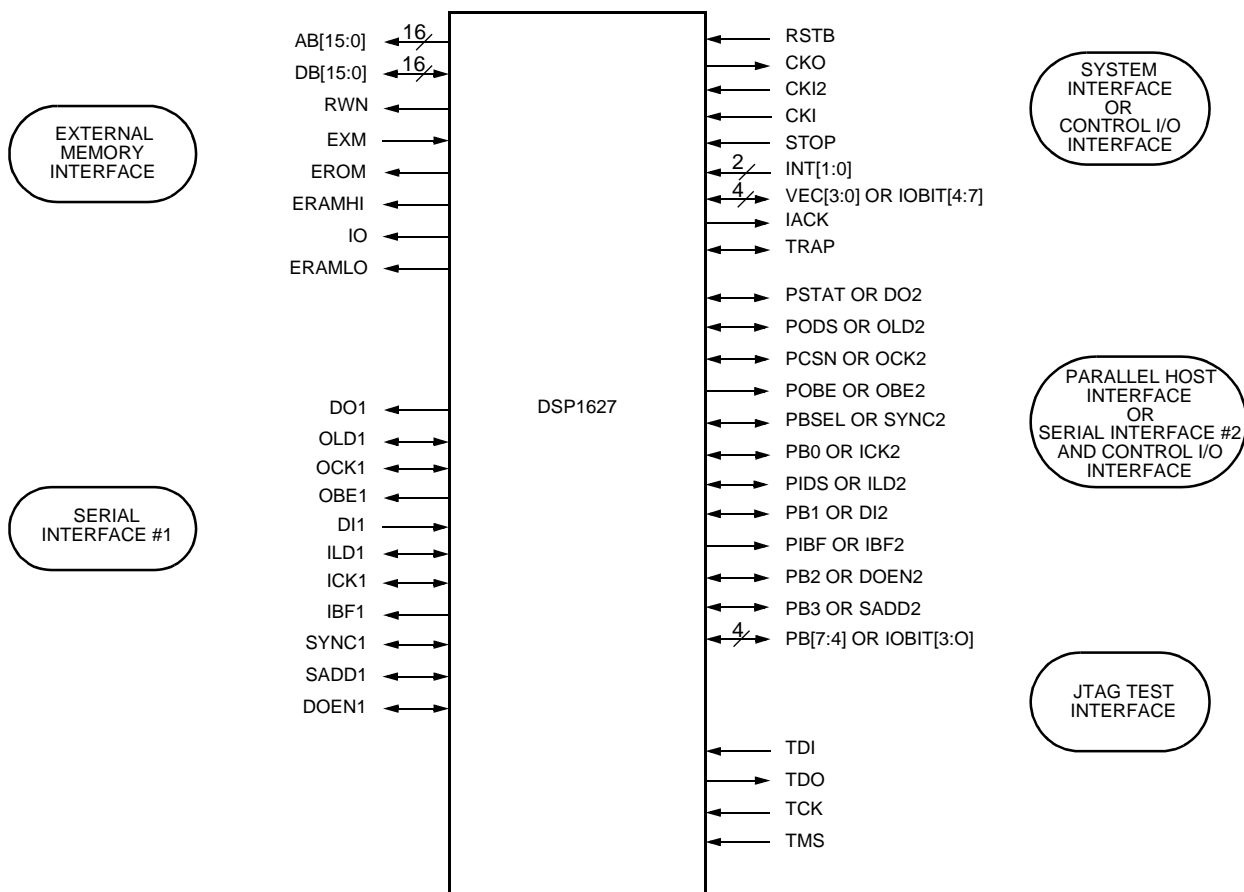 AB[15:0]
16
DB[15:0]
16
RWN
EXM
EROM
ERAMHI
IO
ERAMLO
EXTERNAL
MEMORY
INTERFACE
DO1
OLD1
OCK1
OBE1
DI1
ILD1
ICK1
IBF1
SYNC1
SADD1
DOEN1
SERIAL
INTERFACE #1
DSP1627
RSTB
CKO
CKI2
CKI
STOP
2
INT[1:0]
4
VEC[3:0] OR IOBIT[4:7]
IACK
TRAP
SYSTEM
INTERFACE
OR
CONTROL I/O
INTERFACE
PSTAT OR DO2
PODS OR OLD2
PCSN OR OCK2
POBE OR OBE2
PBSEL OR SYNC2
PB0 OR ICK2
PIDS OR ILD2
PB1 OR DI2
PIBF OR IBF2
PB2 OR DOEN2
PB3 OR SADD2
4
PB[7:4] OR IOBIT[3:O]
PARALLEL HOST
INTERFACE
OR
SERIAL INTERFACE #2
AND CONTROL I/O
INTERFACE
TDI
TDO
TCK
TMS
JTAG TEST
INTERFACE